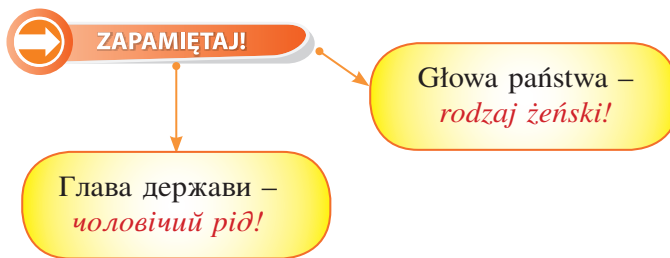 ZAPAMIĘTAJ!
Głowa państwa –
rodzaj żeński!
Глава держави –
чоловічий рід!